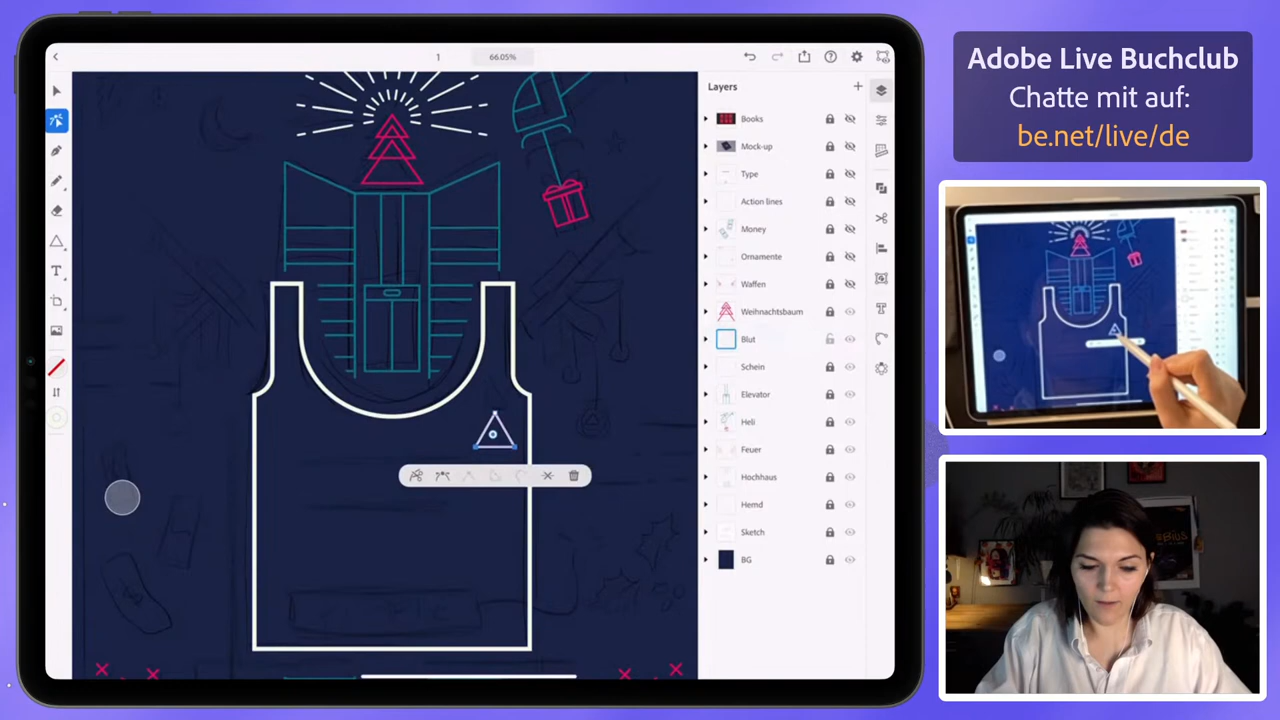 1
66.05%
Layers
Books
Mock-up
Type
Action lines
Money
Ornamente
Waffen
Weihnachtsbaum
Blut
Schein
Elevator
Heli
Feuer
Hochhaus
Hemd
Sketch
BG
Adobe Live Buchclub
Chatte mit auf:
be.net/live/de